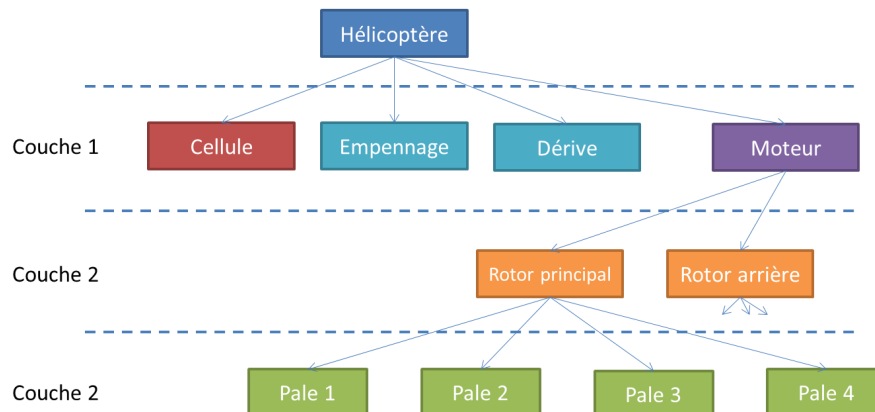 Hélicoptère
Couche 1
Cellule
Empennage
Dérive
Moteur
Couche 2
Rotor principal
Rotor arrière
Couche 2
Pale 1
Pale 2
Pale 3
Pale 4